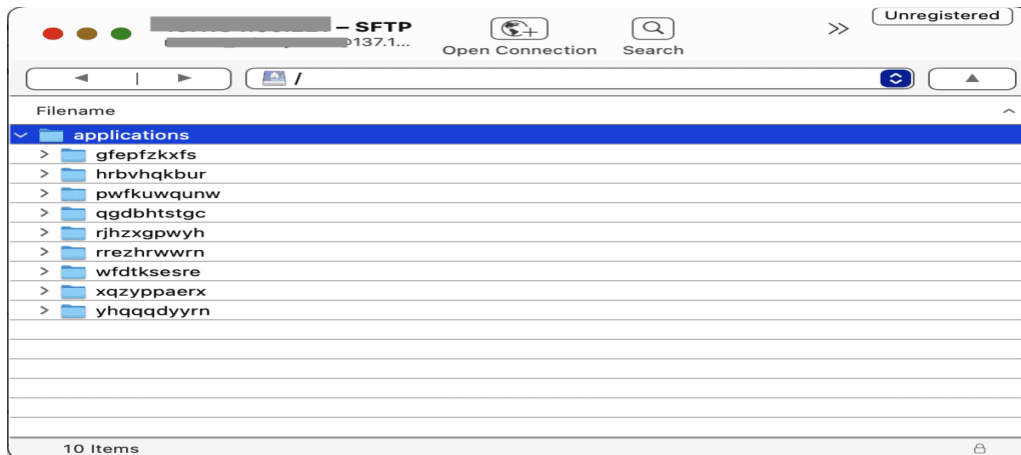 – SFTP
Unregistered
137.1...
Open Connection
Search
/
Filename
applications
gfepfzkxfs
hrbvhqkbur
pwfkuwqunw
qgdbhtstgc
rjhzxgpwyh
rrezhrwwrn
wfdtksesre
xqzyppaerx
yhqqqdyyrn
10 Items